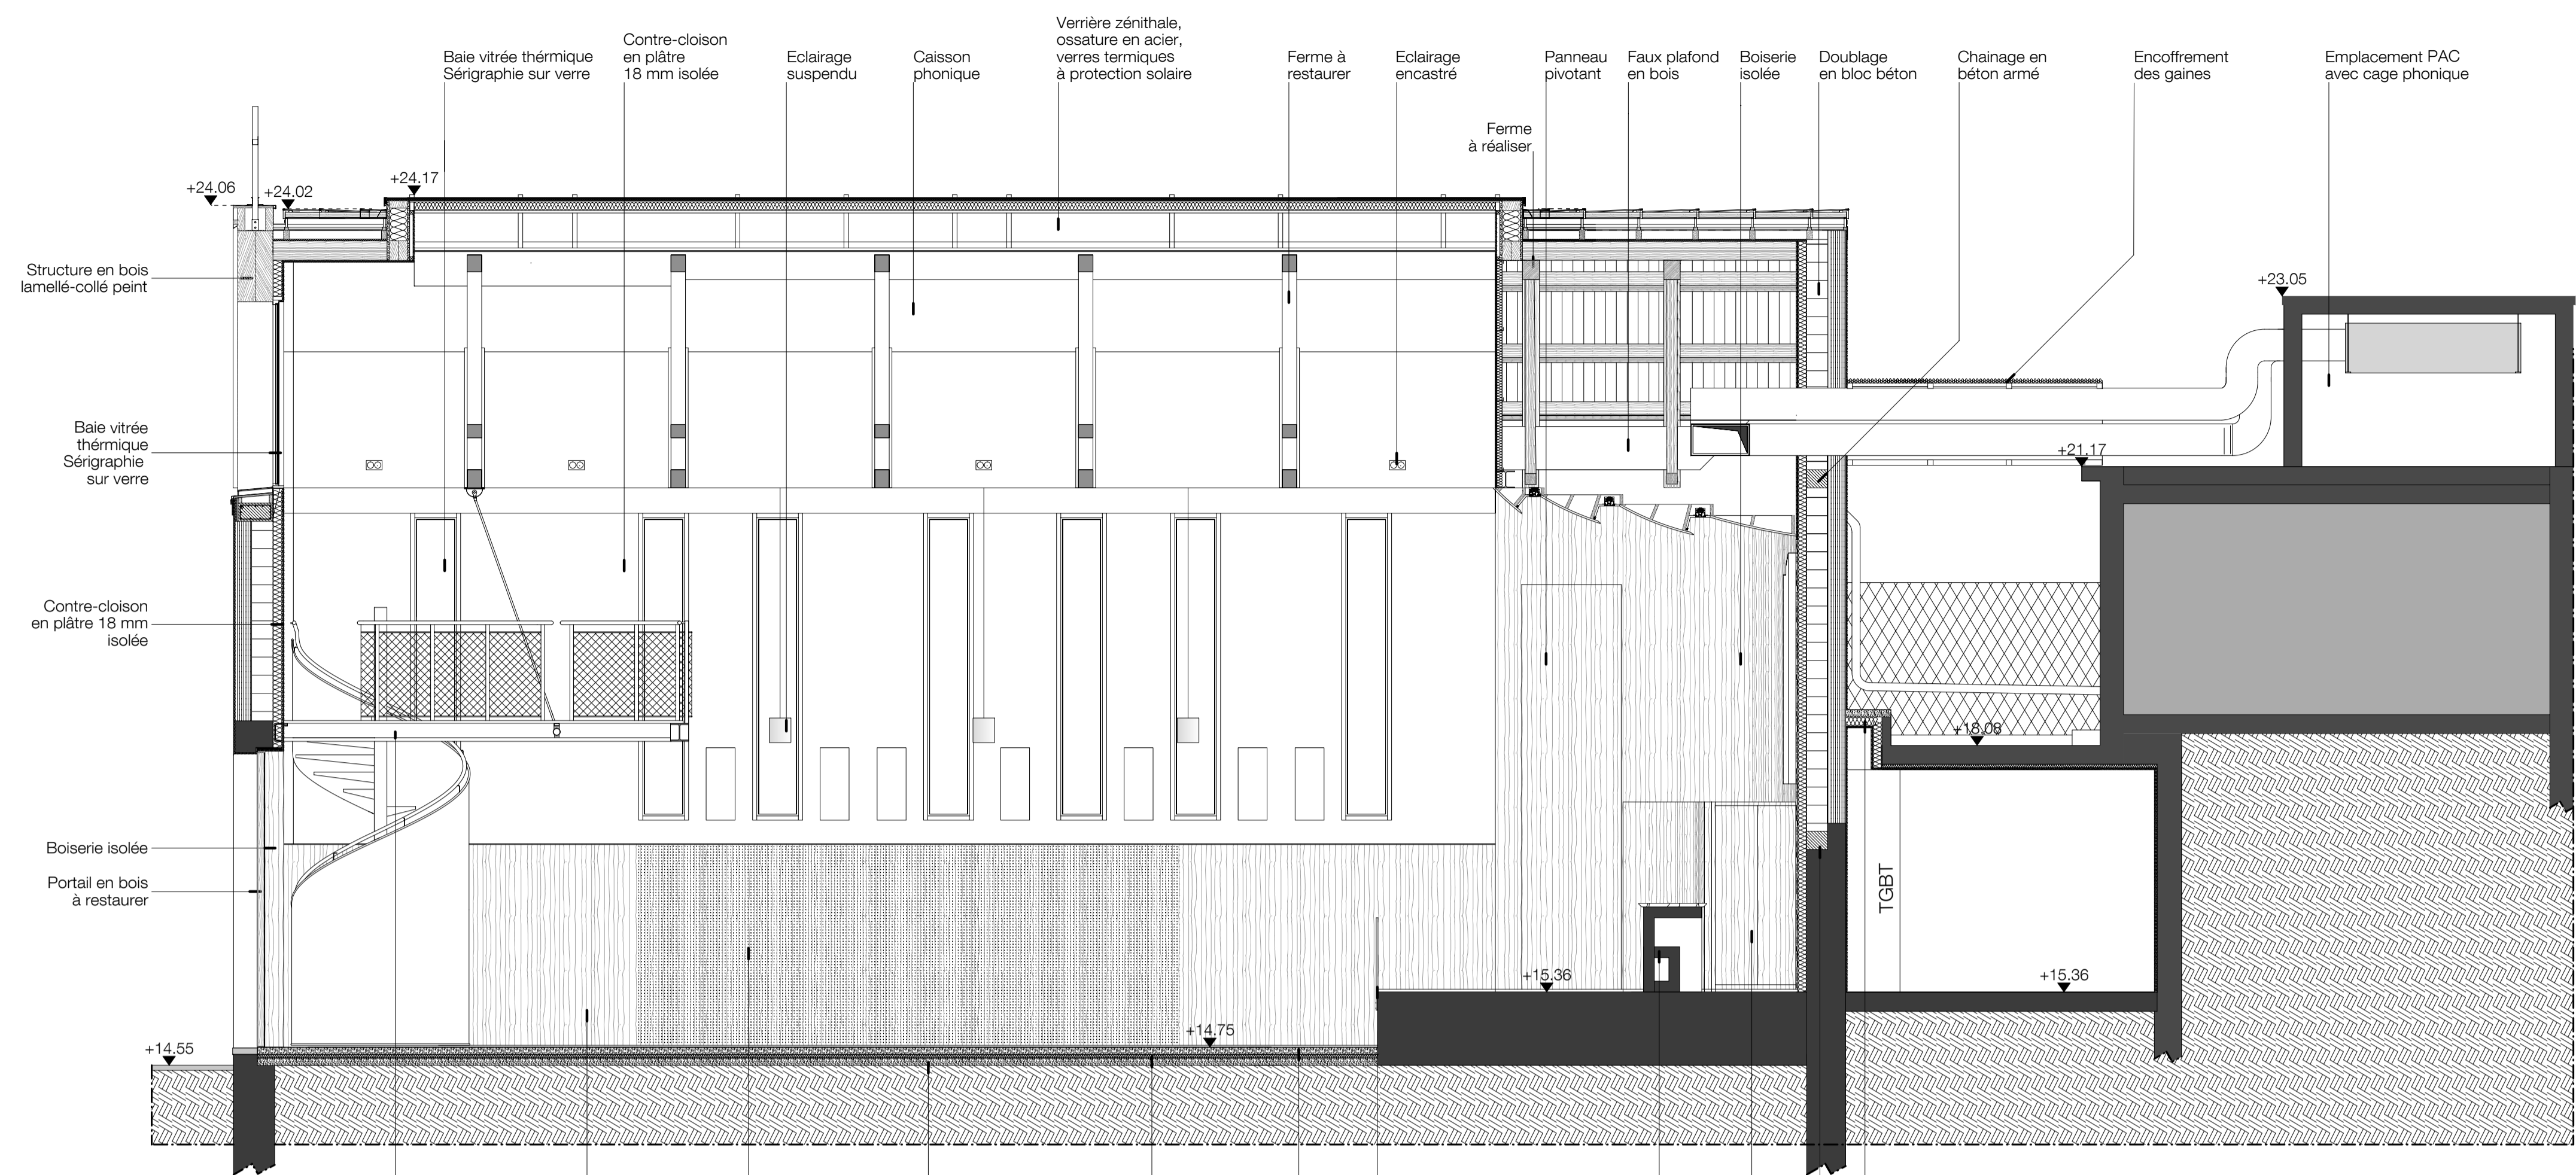 Baie vitrée thérmique
Sérigraphie sur verre
Contre-cloison
en plâtre
18 mm isolée
Eclairage
suspendu
Caisson
phonique
Verrière zénithale,
ossature en acier,
verres termiques
à protection solaire
Ferme à
restaurer
Eclairage
encastré
Ferme
à réaliser
Panneau
pivotant
Faux plafond
en bois
Boiserie
isolée
Doublage
en bloc béton
Chainage en
béton armé
Encoffrement
des gaines
Emplacement PAC
avec cage phonique
+24.06
+24.02
+24.17
Structure en bois
lamellé-collé peint
+23.05
Baie vitrée
thérmique
Sérigraphie
sur verre
+21.17
Contre-cloison
en plâtre 18 mm
isolée
+18.08
Boiserie isolée
Portail en bois
à restaurer
TGBT
+15.36
+15.36
+14.75
+14.55